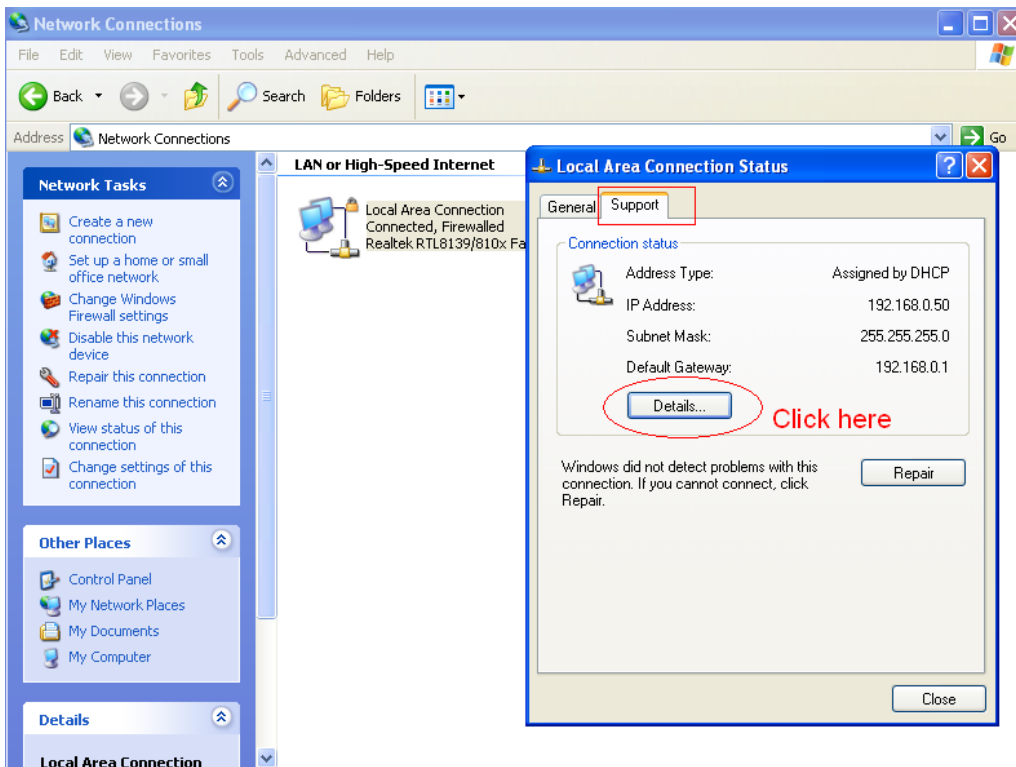 Network Connections
File Edit View Favorites Tools Advanced Help
Back Search Folders
Address Network Connections Go
Network Tasks
Create a new
connection
Set up a home or small
office network
Change Windows
Firewall settings
Disable this network
device
Repair this connection
Rename this connection
View status of this
connection
Change settings of this
connection
Other Places
Control Panel
My Network Places
My Documents
My Computer
Details
Local Area Connection
LAN or High-Speed Internet
Local Area Connection
Connected, Firewalled
Realtek RTL8139/810x Fa
Local Area Connection Status
General Support
Connection status
Address Type: Assigned by DHCP
IP Address: 192.168.0.50
Subnet Mask: 255.255.255.0
Default Gateway: 192.168.0.1
Details...
Click here
Windows did not detect problems with this
connection. If you cannot connect, click
Repair.
Repair
Close